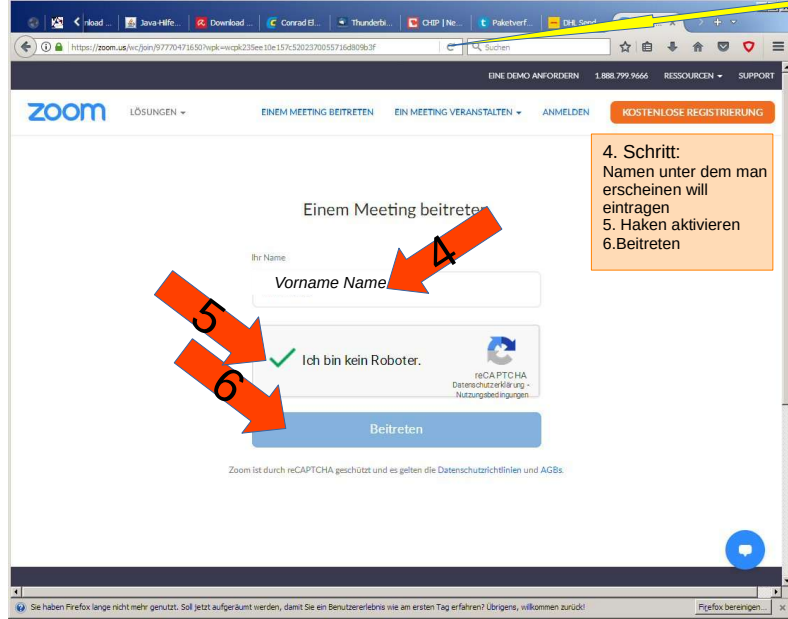 nload ...
Java-Hilfe...
Download ...
Conrad El...
Thunderbi...
CHIP | Ne...
Paketverf...
DHL Send
https://zoom.us/wc/join/97770471650?wpk=wcpk235ee10e157c5202370055716d809b3f
Suchen
EINE DEMO ANFORDERN 1.888.799.9666 RESSOURCEN SUPPORT
zoom LÖSUNGEN EINEM MEETING BEITRETEN EIN MEETING VERANSTALTEN ANMELDEN KOSTENLOSE REGISTRIERUNG
4. Schritt:
Namen unter dem man
erscheinen will
eintragen
5. Haken aktivieren
6.Beitreten
Einem Meeting beitreten
4
Ihr Name
Vorname Name
5
Ich bin kein Roboter.
reCAPTCHA
Datenschutzerklärung -
Nutzungsbedingungen
6
Beitreten
Zoom ist durch reCAPTCHA geschützt und es gelten die Datenschutzrichtlinien und AGBs.
Sie haben Firefox lange nicht mehr genutzt. Soll jetzt aufgeräumt werden, damit Sie ein Benutzererlebnis wie am ersten Tag erfahren? Übrigens, willkommen zurück!
Firefox bereinigen...